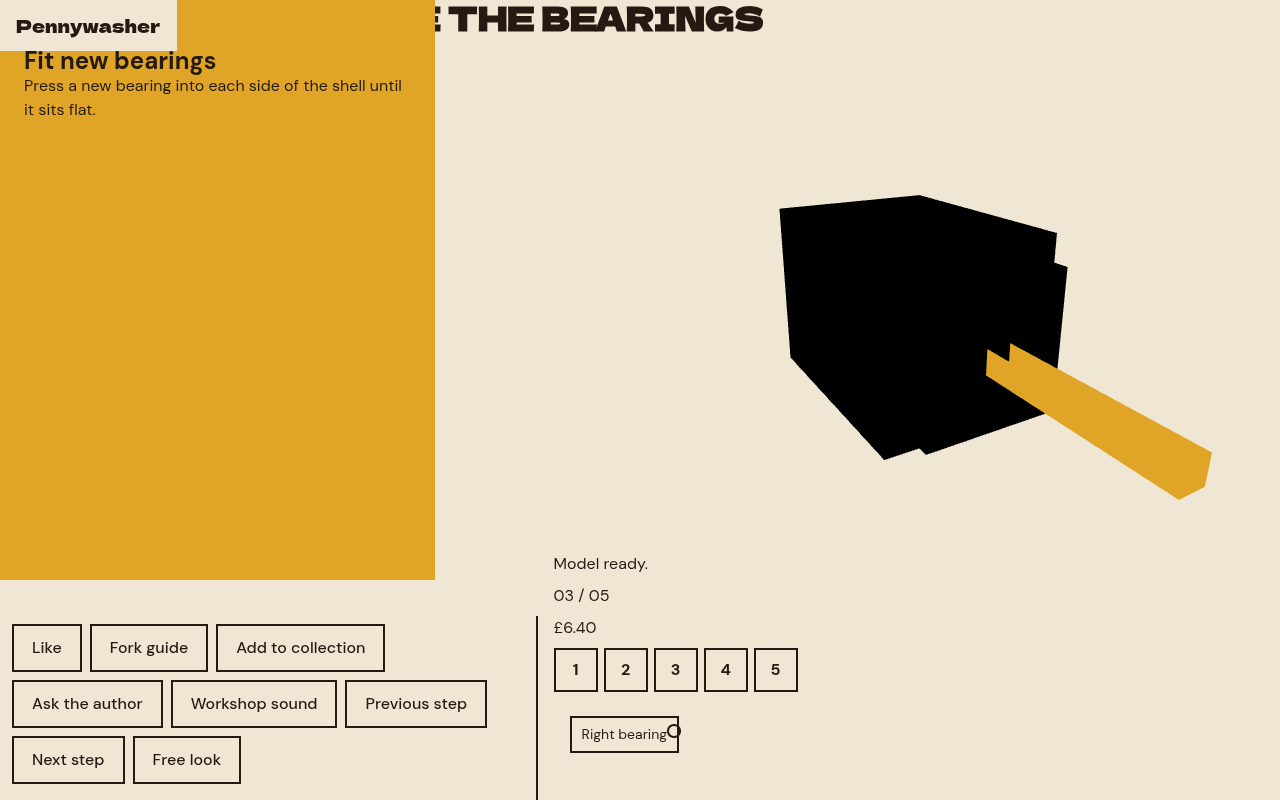 Pennywasher
THE BEARINGS
Fit new bearings
Press a new bearing into each side of the shell until
it sits flat.
Model ready.
03 / 05
£6.40
1 2 3 4 5
Like Fork guide Add to collection
Ask the author Workshop sound Previous step
Next step Free look
Right bearing